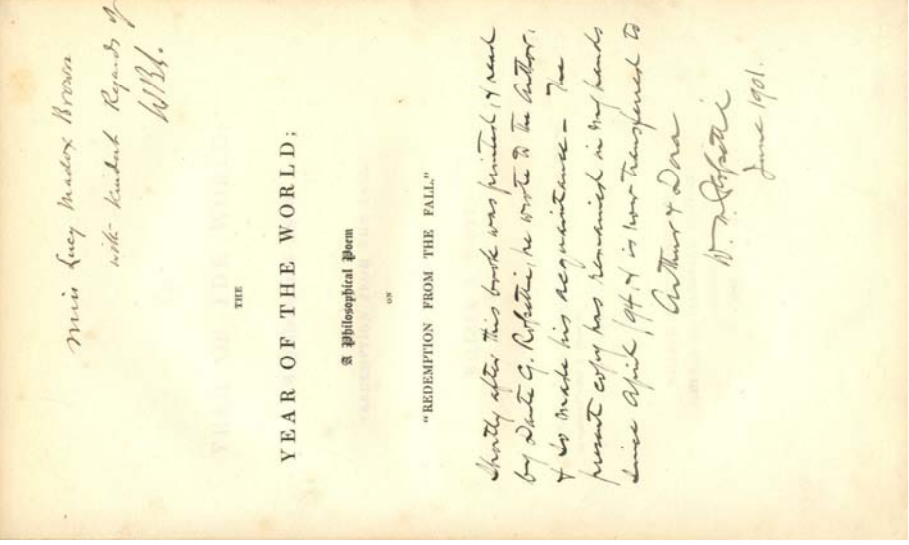 Miss Lucy Madox Brown
with kindest Regards of
WBS.
THE
YEAR OF THE WORLD;
A Philosophical Poem
ON
"REDEMPTION FROM THE FALL."
Shortly after this book was printed, & read
by Dante G. Rossetti, he wrote to the Author,
& so made his acquaintance — The
present copy has remained in my hands
since April /94, & is now transferred to
Arthur & Dora
W. M. Rossetti
June 1901.